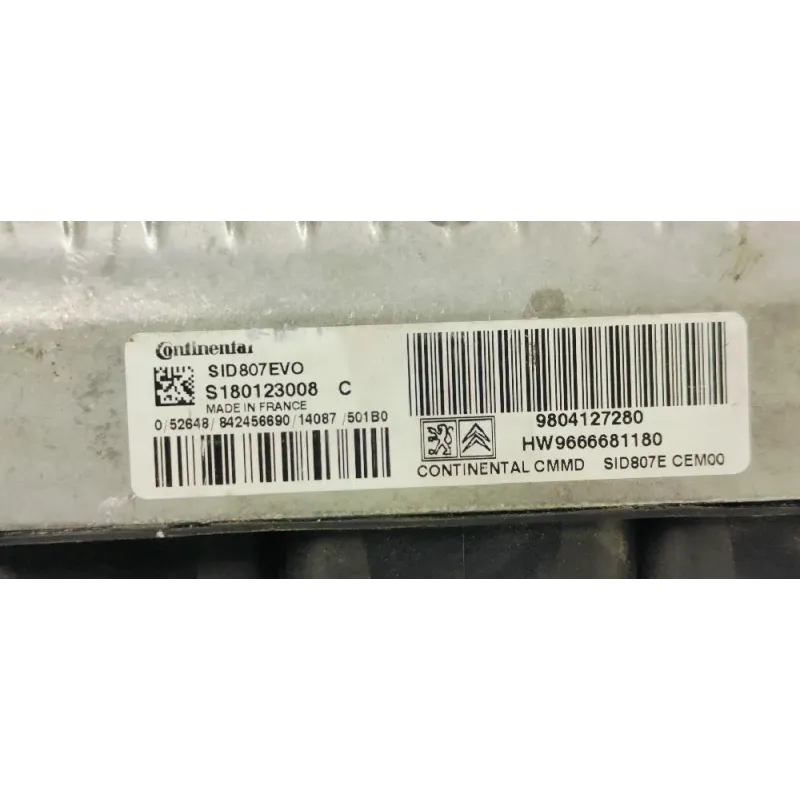 Continental
SID807EVO
S180123008 C
MADE IN FRANCE
0/52648/842456690/14087/501B0
9804127280
HW9666681180
CONTINENTAL CMMD SID807E CEM00